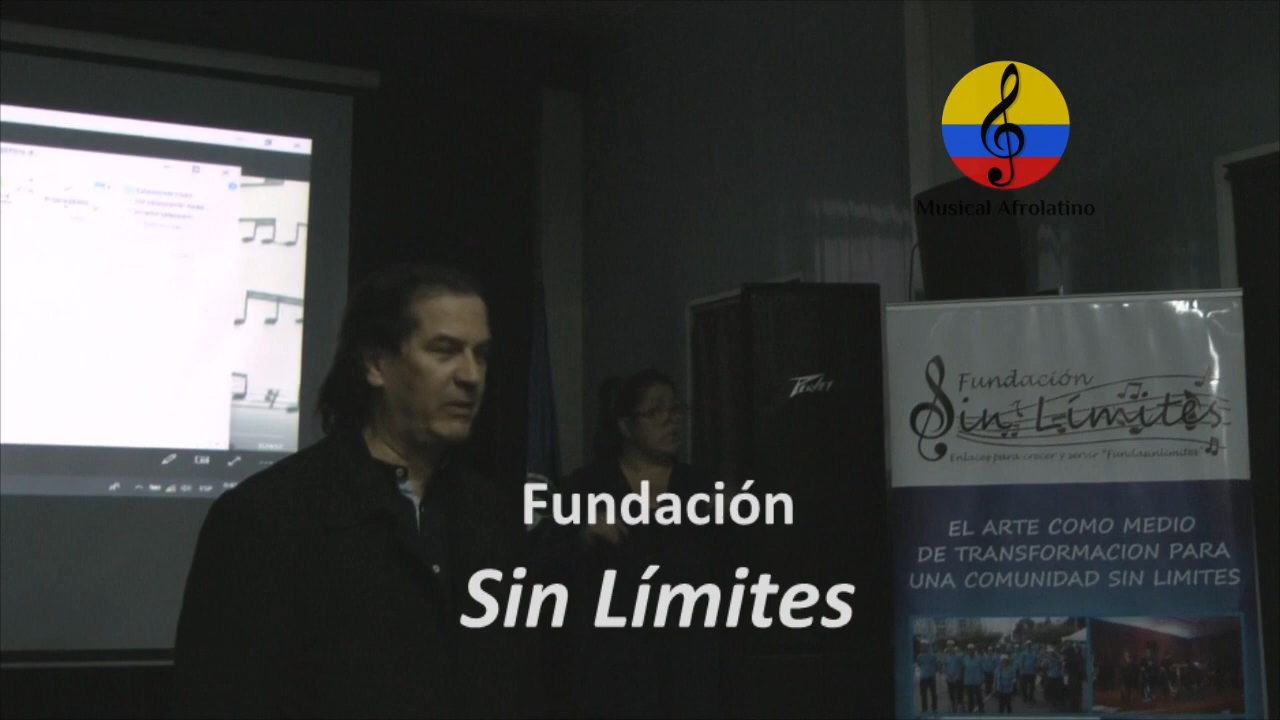 Musical Afrolatino
Peavey
Fundación
Sin Límites
Enlaces para crecer y servir "Fundasinlimites"
EL ARTE COMO MEDIO
DE TRANSFORMACION PARA
UNA COMUNIDAD SIN LIMITES
Fundación
Sin Límites